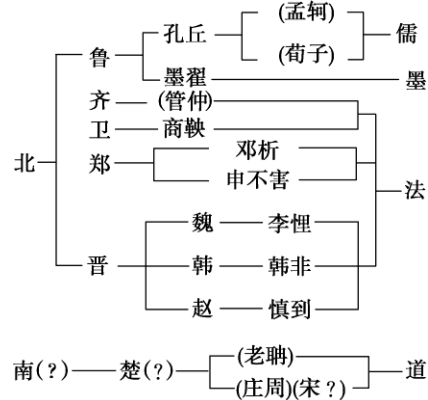 (孟轲)
孔丘
儒
鲁
(荀子)
墨翟
墨
齐
(管仲)
卫
商鞅
北
郑
邓析
申不害
法
魏
李悝
晋
韩
韩非
赵
慎到
南(?)
楚(?)
(老聃)
(庄周)(宋?)
道